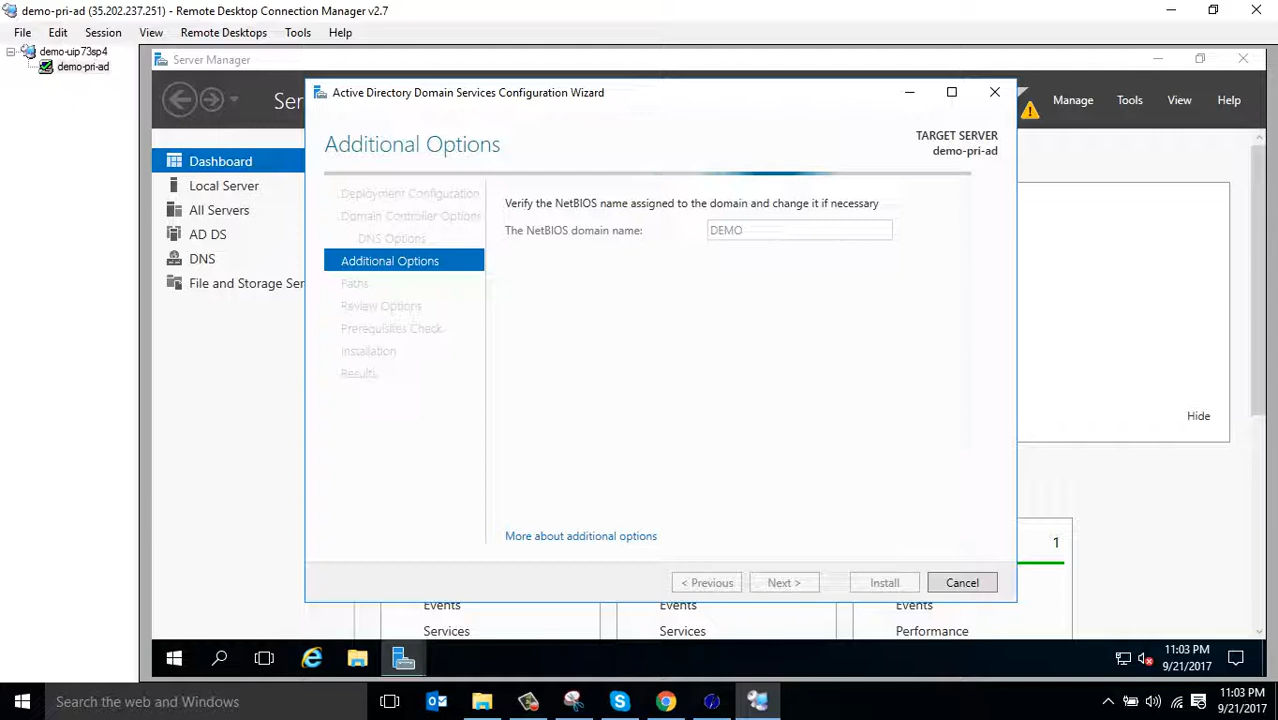 demo-pri-ad (35.202.237.251) - Remote Desktop Connection Manager v2.7
File Edit Session View Remote Desktops Tools Help
demo-uip73sp4
demo-pri-ad
Server Manager
Ser
Manage Tools View Help
Active Directory Domain Services Configuration Wizard
Additional Options
TARGET SERVER
demo-pri-ad
Dashboard
Local Server
All Servers
AD DS
DNS
File and Storage Ser
Deployment Configuration
Domain Controller Options
DNS Options
Additional Options
Paths
Review Options
Prerequisites Check
Installation
Results
Verify the NetBIOS name assigned to the domain and change it if necessary
The NetBIOS domain name: DEMO
More about additional options
< Previous Next > Install Cancel
Hide
1
Events Events Events
Services Services Performance
11:03 PM
9/21/2017
Search the web and Windows
11:03 PM
9/21/2017